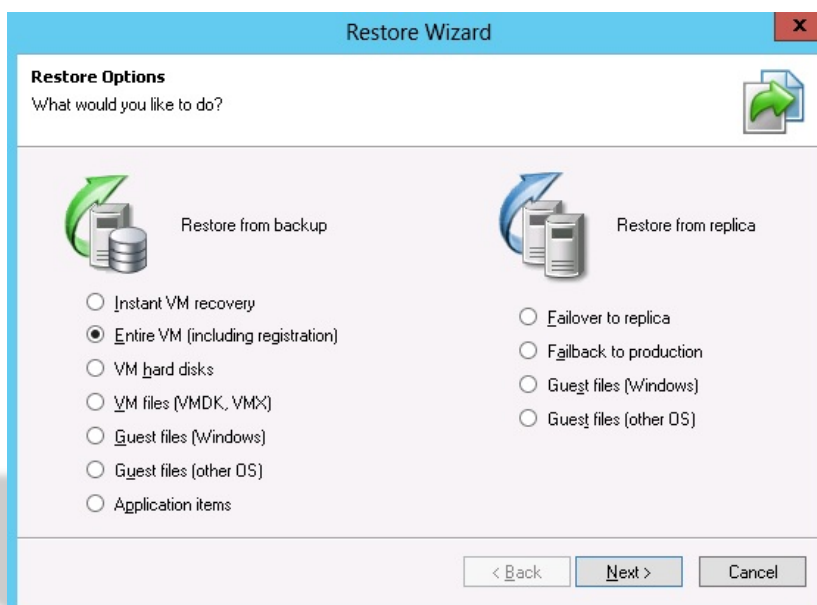 Restore Wizard
x
Restore Options
What would you like to do?
Restore from backup
Instant VM recovery
Entire VM (including registration)
VM hard disks
VM files (VMDK, VMX)
Guest files (Windows)
Guest files (other OS)
Application items
Restore from replica
Failover to replica
Failback to production
Guest files (Windows)
Guest files (other OS)
< Back
Next >
Cancel